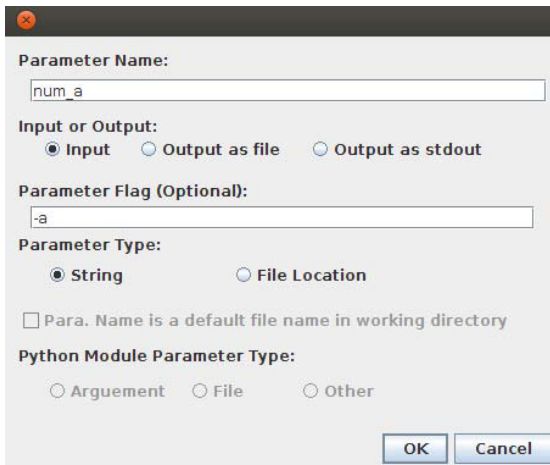 Parameter Name:
num_a
Input or Output:
Input Output as file Output as stdout
Parameter Flag (Optional):
-a
Parameter Type:
String File Location
Para. Name is a default file name in working directory
Python Module Parameter Type:
Arguement File Other
OK Cancel